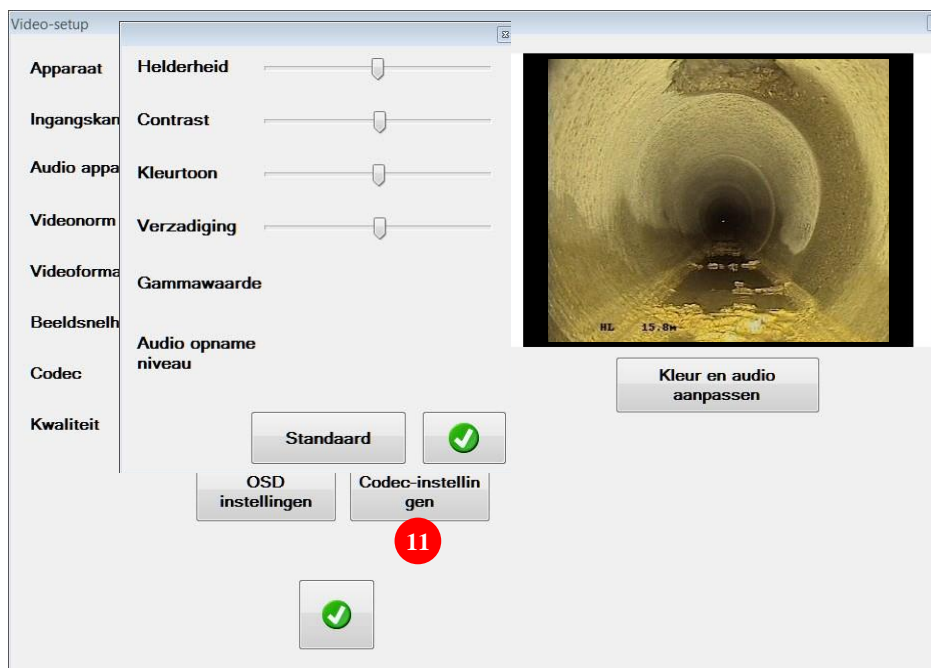 Video-setup
Apparaat
Ingangskan
Audio appa
Videonorm
Videoforma
Beeldsnelh
Codec
Kwaliteit
Helderheid
Contrast
Kleurtoon
Verzadiging
Gammawaarde
Audio opname
niveau
Standaard
OSD
instellingen
Codec-instellin
gen
11
HL 15.8m
Kleur en audio
aanpassen